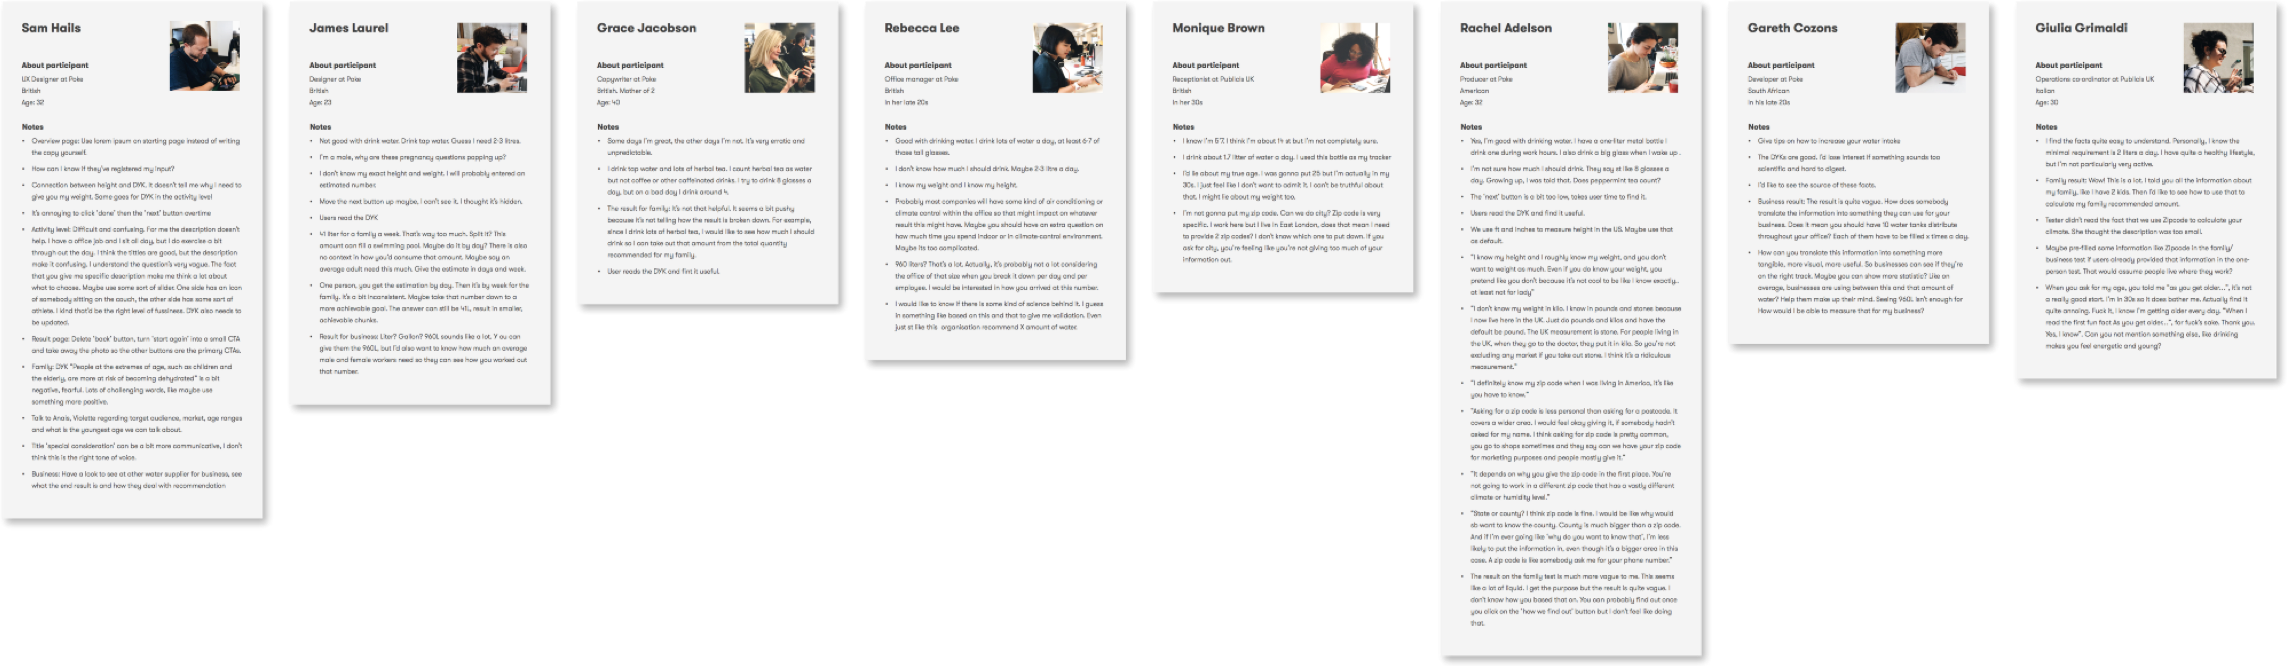 Sam Hails
About participant
UX Designer at Poke
British
Age: 32
Notes
• Overview page: Use lorem ipsum on starting page instead of writing
the copy yourself.
• How can I know if they've registered my input?
• Connection between height and DYK. It doesn't tell me why I need to
give you my weight. Same goes for DYK in the activity level
• It's annoying to click 'done' then the 'next' button overtime
• Activity level: Difficult and confusing. For me the description doesn't
help. I have a office job and I sit all day, but I do exercise a bit
through out the day. I think the titles are good, but the description
make it confusing. I understand the question's very vague. The fact
that you give me specific description make me think a lot about
what to choose. Maybe use some sort of slider. One side has an icon
of somebody sitting on the couch, the other side has some sort of
athlete. I kind that'd be the right level of fussiness. DYK also needs to
be updated.
• Result page: Delete 'back' button, turn 'start again' into a small CTA
and take away the photo so the other buttons are the primary CTAs.
• Family: DYK "People at the extremes of age, such as children and
the elderly, are more at risk of becoming dehydrated" is a bit
negative, fearful. Lots of challenging words, like maybe use
something more positive.
• Talk to Anais, Violette regarding target audience, market, age ranges
and what is the youngest age we can talk about.
• Title 'special consideration' can be a bit more communicative, I don't
think this is the right tone of voice.
• Business: Have a look to see at other water supplier for business, see
what the end result is and how they deal with recommendation
James Laurel
About participant
Designer at Poke
British
Age: 23
Notes
• Not good with drink water. Drink tap water. Guess I need 2-3 litres.
• I'm a male, why are these pregnancy questions popping up?
• I don't know my exact height and weight. I will probably entered an
estimated number.
• Move the next button up maybe, I can't see it. I thought it's hidden.
• Users read the DYK
• 41 liter for a family a week. That's way too much. Split it? This
amount can fill a swimming pool. Maybe do it by day? There is also
no context in how you'd consume that amount. Maybe say an
average adult need this much. Give the estimate in days and week.
• One person, you get the estimation by day. Then it's by week for the
family. It's a bit inconsistent. Maybe take that number down to a
more achievable goal. The answer can still be 41L, result in smaller,
achievable chunks.
• Result for business: Liter? Gallon? 960L sounds like a lot. You can
give them the 960L, but I'd also want to know how much an average
male and female workers need so they can see how you worked out
that number.
Grace Jacobson
About participant
Copywriter at Poke
British, Mother of 2
Age: 40
Notes
• Some days I'm great, the other days I'm not. It's very erratic and
unpredictable.
• I drink tap water and lots of herbal tea. I count herbal tea as water
but not coffee or other caffeinated drinks. I try to drink 8 glasses a
day, but on a bad day I drink around 4.
• The result for family: It's not that helpful. It seems a bit pushy
because it's not telling how the result is broken down. For example,
since I drink lots of herbal tea, I would like to see how much I should
drink so I can take out that amount from the total quantity
recommended for my family.
• User reads the DYK and fint it useful.
Rebecca Lee
About participant
Office manager at Poke
British
In her late 20s
Notes
• Good with drinking water. I drink lots of water a day, at least 6-7 of
those tall glasses.
• I don't know how much I should drink. Maybe 2-3 litre a day.
• I know my weight and I know my height.
• Probably most companies will have some kind of air conditioning or
climate control within the office so that might impact on whatever
result this might have. Maybe you should have an extra question on
how much time you spend indoor or in climate-control environment.
Maybe its too complicated.
• 960 liters? That's a lot. Actually, it's probably not a lot considering
the office of that size when you break it down per day and per
employee. I would be interested in how you arrived at this number.
• I would like to know if there is some kind of science behind it. I guess
in something like based on this and that to give me validation. Even
just st like this organisation recommend X amount of water.
Monique Brown
About participant
Receptionist at Publicis UK
British
In her 30s
Notes
• I know I'm 5'7. I think I'm about 14 st but I'm not completely sure.
• I drink about 1.7 litter of water a day. I used this bottle as my tracker
• I'd lie about my true age. I was gonna put 25 but I'm actually in my
30s. I just feel like I don't want to admit it. I can't be truthful about
that. I might lie about my weight too.
• I'm not gonna put my zip code. Can we do city? Zip code is very
specific. I work here but I live in East London, does that mean I need
to provide 2 zip codes? I don't know which one to put down. If you
ask for city, you're feeling like you're not giving too much of your
information out.
Rachel Adelson
About participant
Producer at Poke
American
Age: 32
Notes
• Yes, I'm good with drinking water. I have a one-liter metal bottle I
drink one during work hours. I also drink a big glass when I wake up .
• I'm not sure how much I should drink. They say st like 8 glasses a
day. Growing up, I was told that. Does peppermint tea count?
• The 'next' button is a bit too low, takes user time to find it.
• Users read the DYK and find it useful.
• We use ft and inches to measure height in the US. Maybe use that
as default.
• "I know my height and I roughly know my weight, and you don't
want to weight as much. Even if you do know your weight, you
pretend like you don't because it's not cool to be like I know exactly..
at least not for lady"
• "I don't know my weight in kilo. I know in pounds and stones because
I now live here in the UK. Just do pounds and kilos and have the
default be pound. The UK measurement is stone. For people living in
the UK, when they go to the doctor, they put it in kilo. So you're not
excluding any market if you take out stone. I think it's a ridiculous
measurement."
• "I definitely know my zip code when I was living in America, it's like
you have to know."
• "Asking for a zip code is less personal than asking for a postcode. It
covers a wider area. I would feel okay giving it, if somebody hadn't
asked for my name. I think asking for zip code is pretty common,
you go to shops sometimes and they say can we have your zip code
for marketing purposes and people mostly give it."
• "It depends on why you give the zip code in the first place. You're
not going to work in a different zip code that has a vastly different
climate or humidity level."
• "State or county? I think zip code is fine. I would be like why would
sb want to know the county. County is much bigger than a zip code.
And if I'm ever going like 'why do you want to know that', I'm less
likely to put the information in, even though it's a bigger area in this
case. A zip code is like somebody ask me for your phone number."
• The result on the family test is much more vague to me. This seems
like a lot of liquid. I get the purpose but the result is quite vague. I
don't know how you based that on. You can probably find out once
you click on the 'how we find out' button but I don't feel like doing
that.
Gareth Cozons
About participant
Developer at Poke
South African
In his late 20s
Notes
• Give tips on how to increase your water intake
• The DYKs are good. I'd lose interest if something sounds too
scientific and hard to digest.
• I'd like to see the source of these facts.
• Business result: The result is quite vague. How does somebody
translate the information into something they can use for your
business. Does it mean you should have 10 water tanks distribute
throughout your office? Each of them have to be filled x times a day.
• How can you translate this information into something more
tangible, more visual, more useful. So businesses can see if they're
on the right track. Maybe you can show more statistic? Like an
average, businesses are using between this and that amount of
water? Help them make up their mind. Seeing 960L isn't enough for
How would I be able to measure that for my business?
Giulia Grimaldi
About participant
Operations co-ordinator at Publicis UK
Italian
Age: 30
Notes
• I find the facts quite easy to understand. Personally, I know the
minimal requirement is 2 liters a day. I have quite a healthy lifestyle,
but I'm not particularly very active.
• Family result: Wow! This is a lot. I told you all the information about
my family, like I have 2 kids. Then I'd like to see how to use that to
calculate my family recommended amount.
• Tester didn't read the fact that we use Zipcode to calculate your
climate. She thought the description was too small.
• Maybe pre-filled some information like Zipcode in the family/
business test if users already provided that information in the one-
person test. That would assume people live where they work?
• When you ask for my age, you told me "as you get older...", it's not
a really good start. I'm in 30s so it does bother me. Actually find it
quite annoying. Fuck it, I know I'm getting older every day. "When I
read the first fun fact As you get older...", for fuck's sake. Thank you.
Yes, I know". Can you not mention something else, like drinking
makes you feel energetic and young?